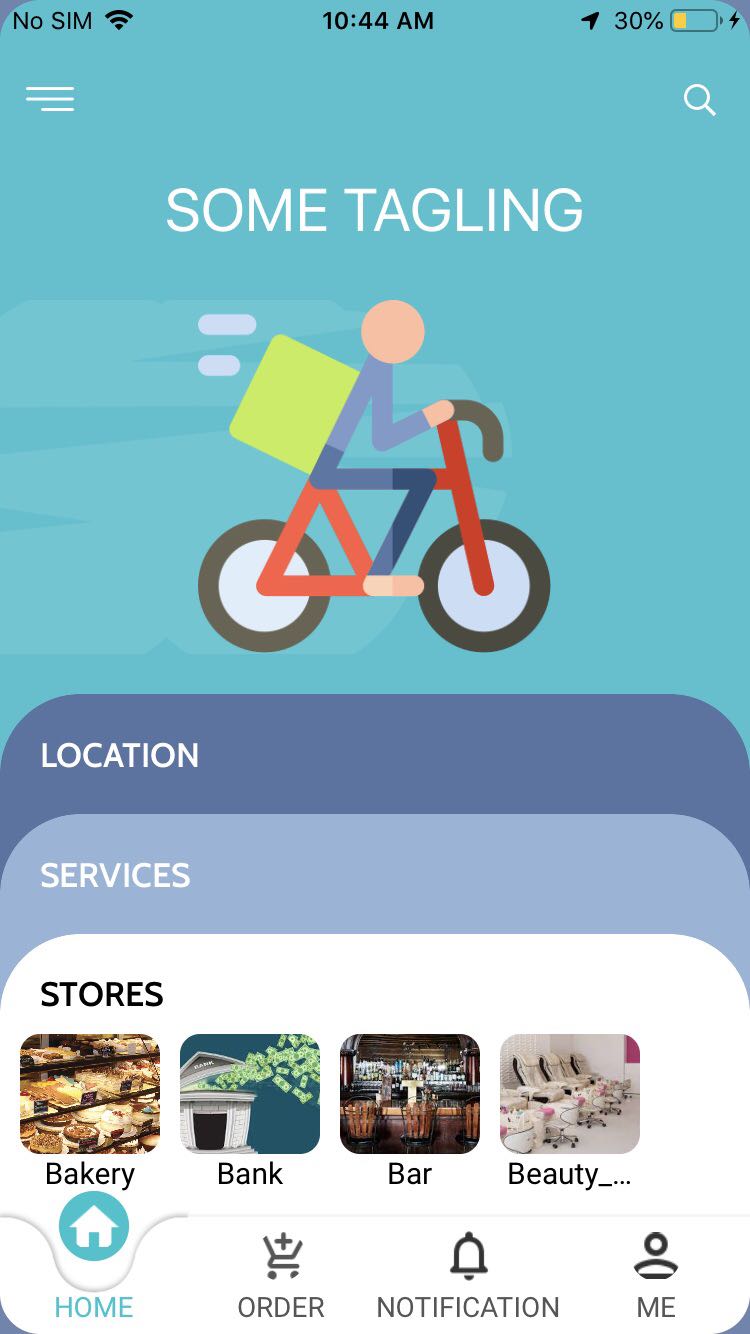 No SIM 10:44 AM 30%
SOME TAGLING
LOCATION
SERVICES
STORES
BANK
Bakery Bank Bar Beauty_...
HOME ORDER NOTIFICATION ME